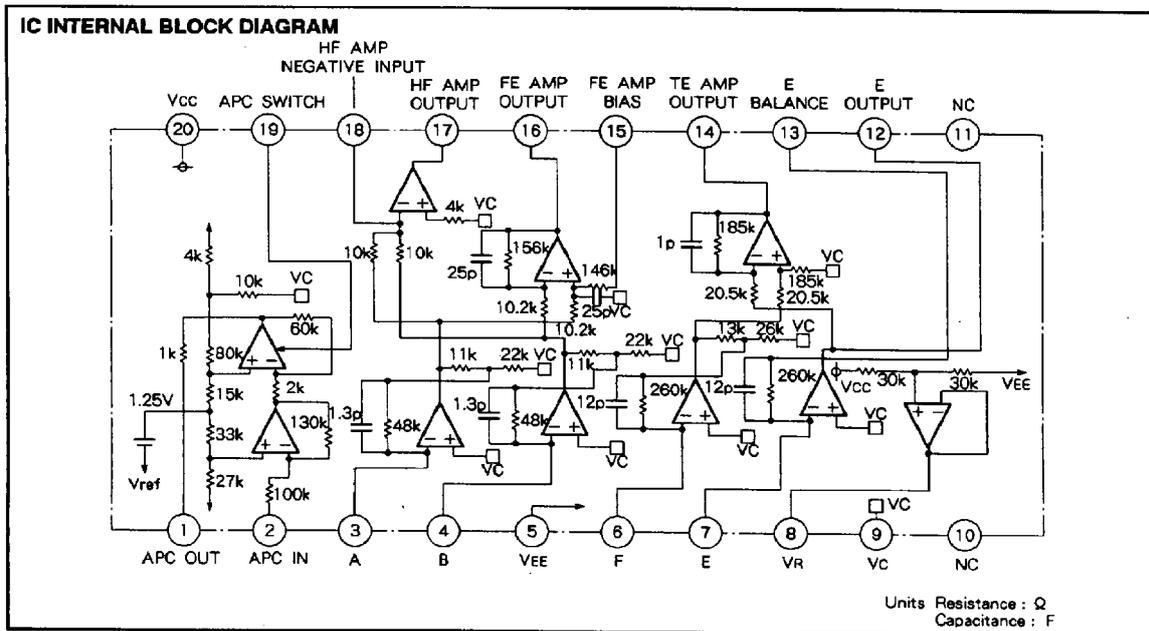 IC INTERNAL BLOCK DIAGRAM
HF AMP
NEGATIVE INPUT
VCC
APC SWITCH
HF AMP
OUTPUT
FE AMP
OUTPUT
FE AMP
BIAS
TE AMP
OUTPUT
E
BALANCE
E
OUTPUT
NC
20
19
18
17
16
15
14
13
12
11
4k
VC
10k
10k
156k
25p
146k
25p
VC
10.2k
10.2k
1p
185k
185k
VC
20.5k
20.5k
4k
10k
VC
60k
1k
80k
15k
2k
1.25V
33k
130k
Vref
27k
100k
11k
22k
VC
1.3p
48k
VC
11k
22k
VC
1.3p
48k
VC
13k
26k
VC
12p
260k
VC
12p
260k
VC
VCC
30k
30k
VEE
VC
1
2
3
4
5
6
7
8
9
10
APC OUT
APC IN
A
B
VEE
F
E
VR
VC
NC
Units Resistance : Ω
Capacitance : F